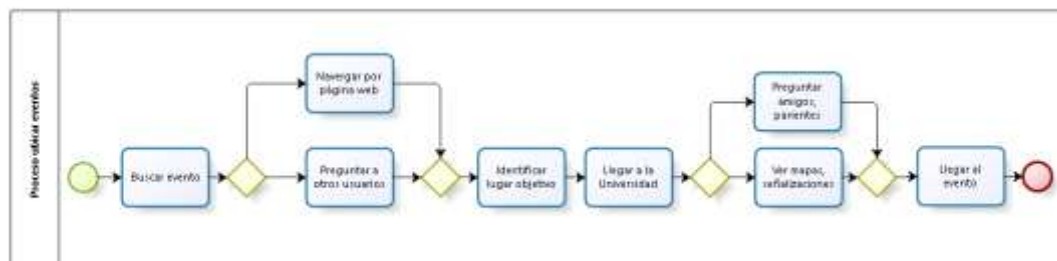 Proceso ubicar eventos
Buscar evento
Navergar por
página web
Preguntar a
otros usuarios
Identificar
lugar objetivo
Llegar a la
Universidad
Preguntar
amigos,
parientes
Ver mapas,
señalizaciones
Llegar al
evento